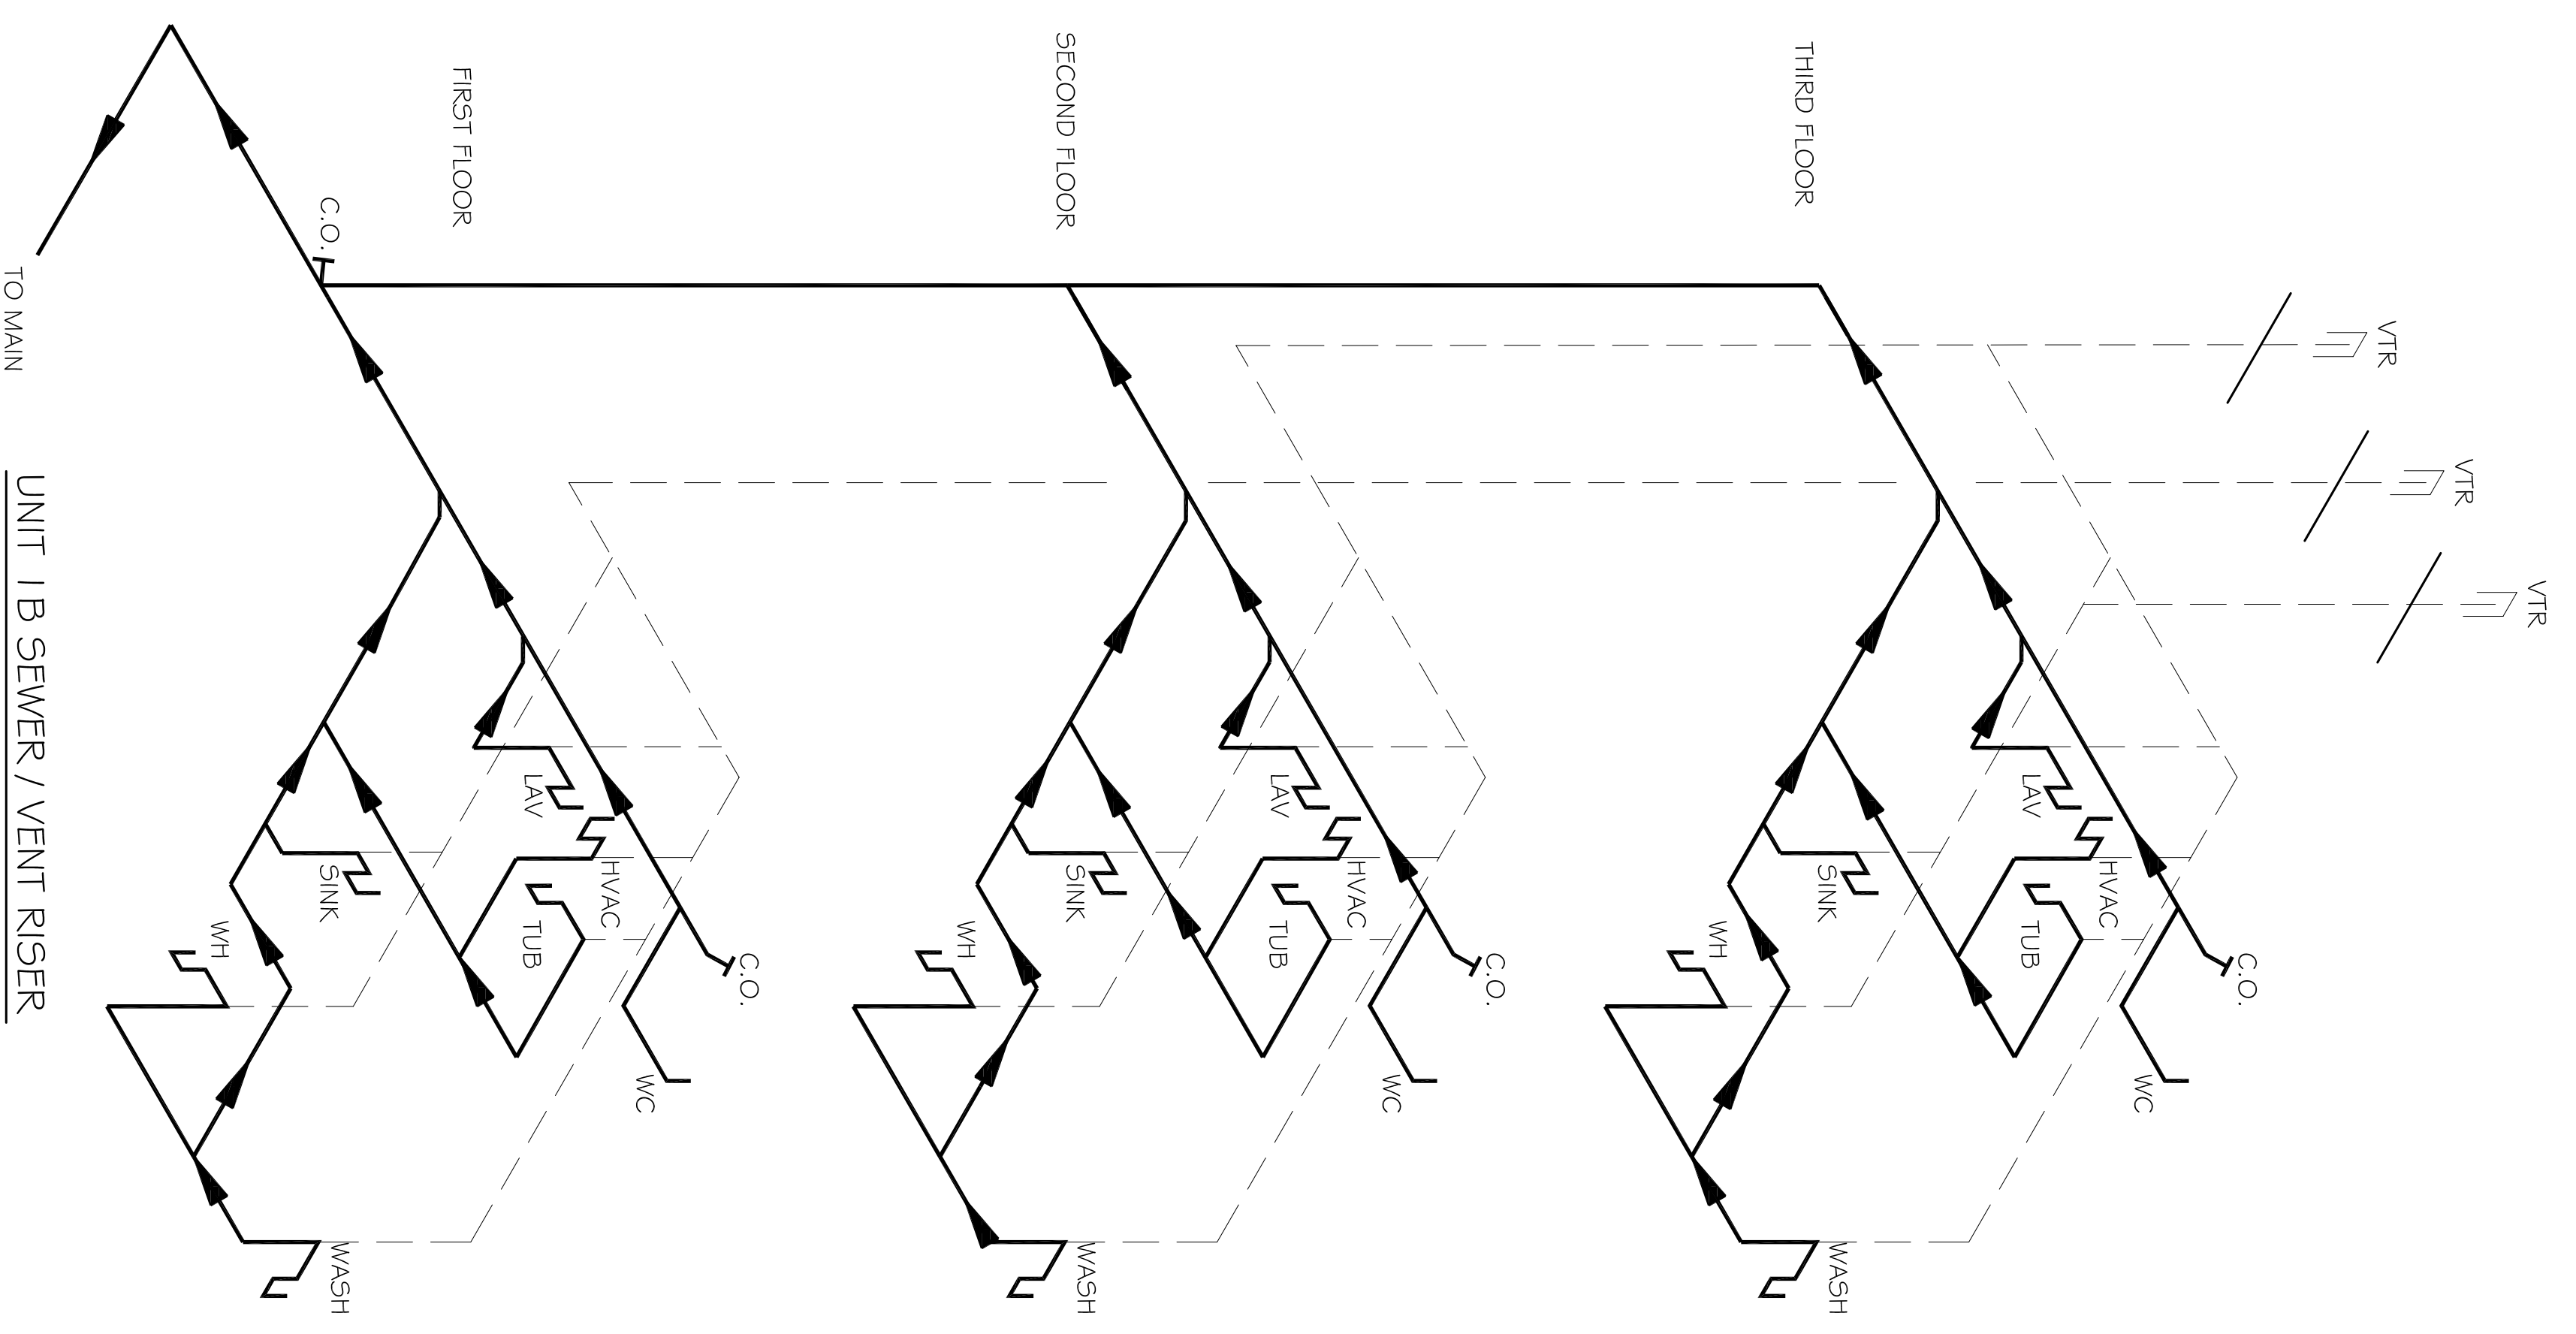 VTR
VTR
VTR
THIRD FLOOR
C.O.
HVAC
LAV
TUB
WC
SINK
WH
WASH
SECOND FLOOR
C.O.
HVAC
LAV
TUB
WC
SINK
WH
WASH
FIRST FLOOR
C.O.
HVAC
LAV
TUB
WC
SINK
WH
WASH
C.O.
TO MAIN
UNIT 1B SEWER / VENT RISER